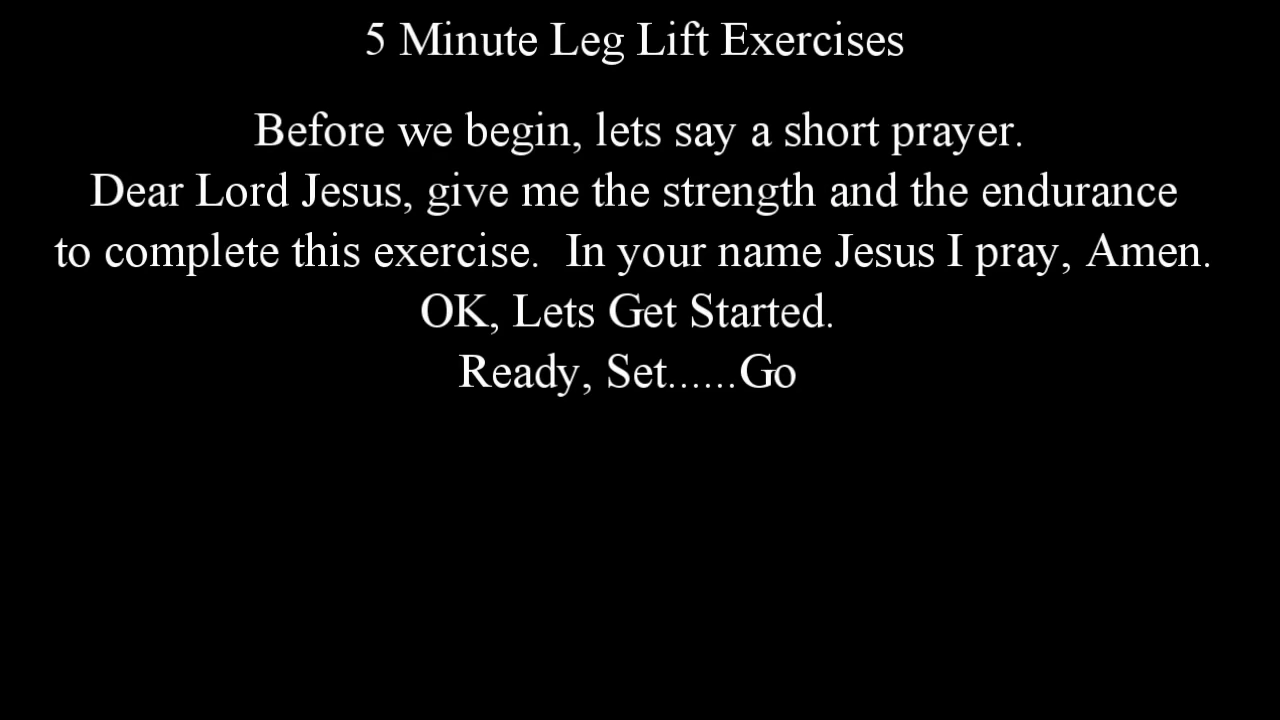 5 Minute Leg Lift Exercises
Before we begin, lets say a short prayer.
Dear Lord Jesus, give me the strength and the endurance
to complete this exercise.  In your name Jesus I pray, Amen.
OK, Lets Get Started.
Ready, Set......Go